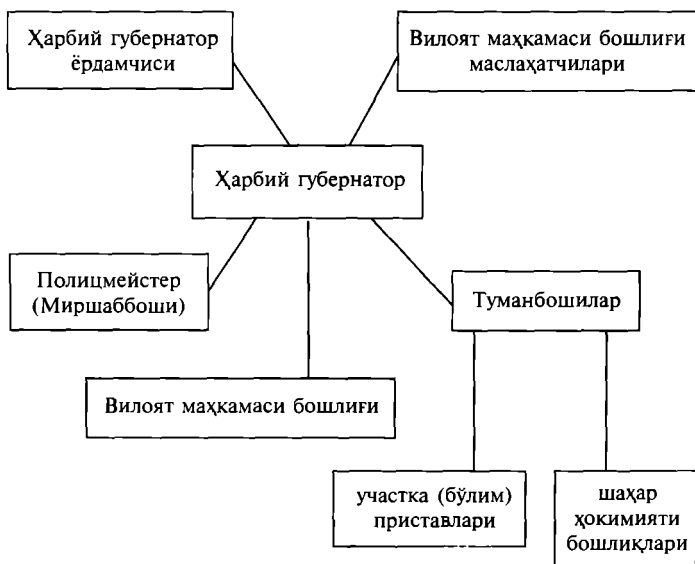 Ҳарбий губернатор
ёрдамчиси
Вилоят маҳкамаси бошлиғи
маслаҳатчилари
Ҳарбий губернатор
Полицмейстер
(Миршаббоши)
Туманбошилар
Вилоят маҳкамаси бошлиғи
участка (бўлим)
приставлари
шаҳар
ҳокимияти
бошлиқлари